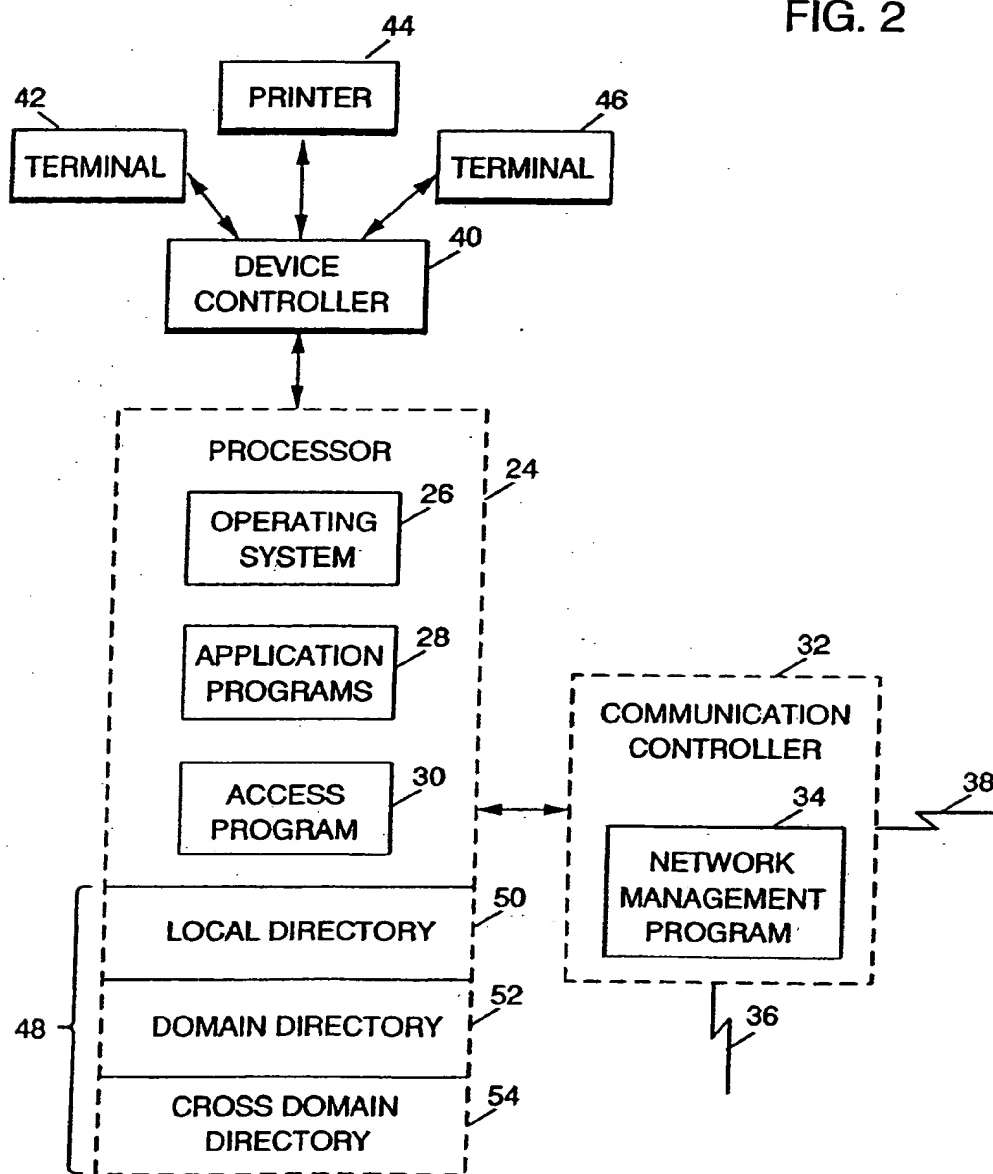 FIG. 2
44
PRINTER
42
TERMINAL
46
TERMINAL
40
DEVICE
CONTROLLER
PROCESSOR
24
26
OPERATING
SYSTEM
28
APPLICATION
PROGRAMS
30
ACCESS
PROGRAM
32
COMMUNICATION
CONTROLLER
34
NETWORK
MANAGEMENT
PROGRAM
38
36
48
50
LOCAL DIRECTORY
52
DOMAIN DIRECTORY
54
CROSS DOMAIN
DIRECTORY